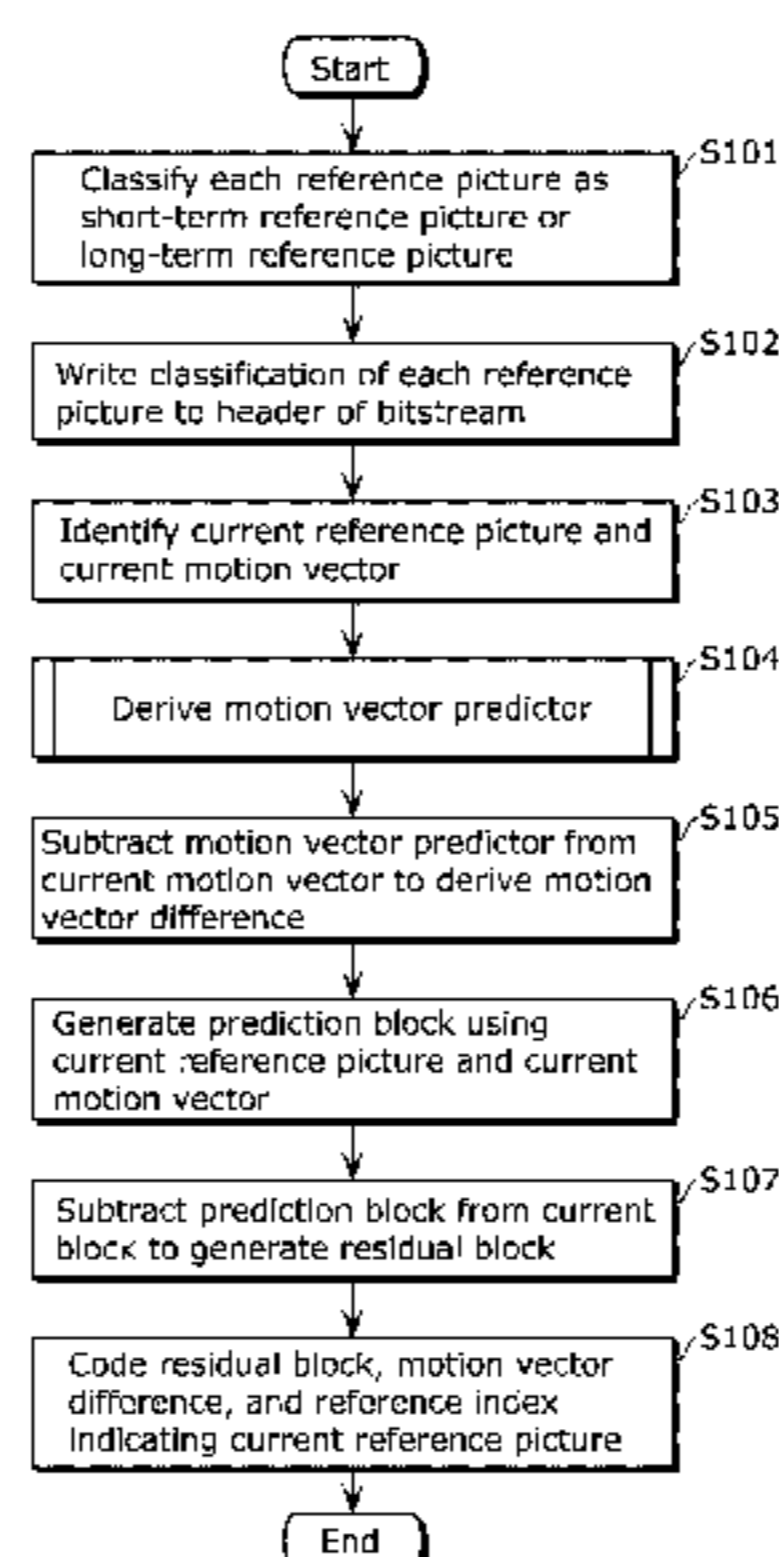 Start
S101
Classify each reference picture as
short-term reference picture or
long-term reference picture
S102
Write classification of each reference
picture to header of bitstream
S103
Identify current reference picture and
current motion vector
S104
Derive motion vector predictor
S105
Subtract motion vector predictor from
current motion vector to derive motion
vector difference
S106
Generate prediction block using
current reference picture and current
motion vector
S107
Subtract prediction block from current
block to generate residual block
S108
Code residual block, motion vector
difference, and reference index
indicating current reference picture
End